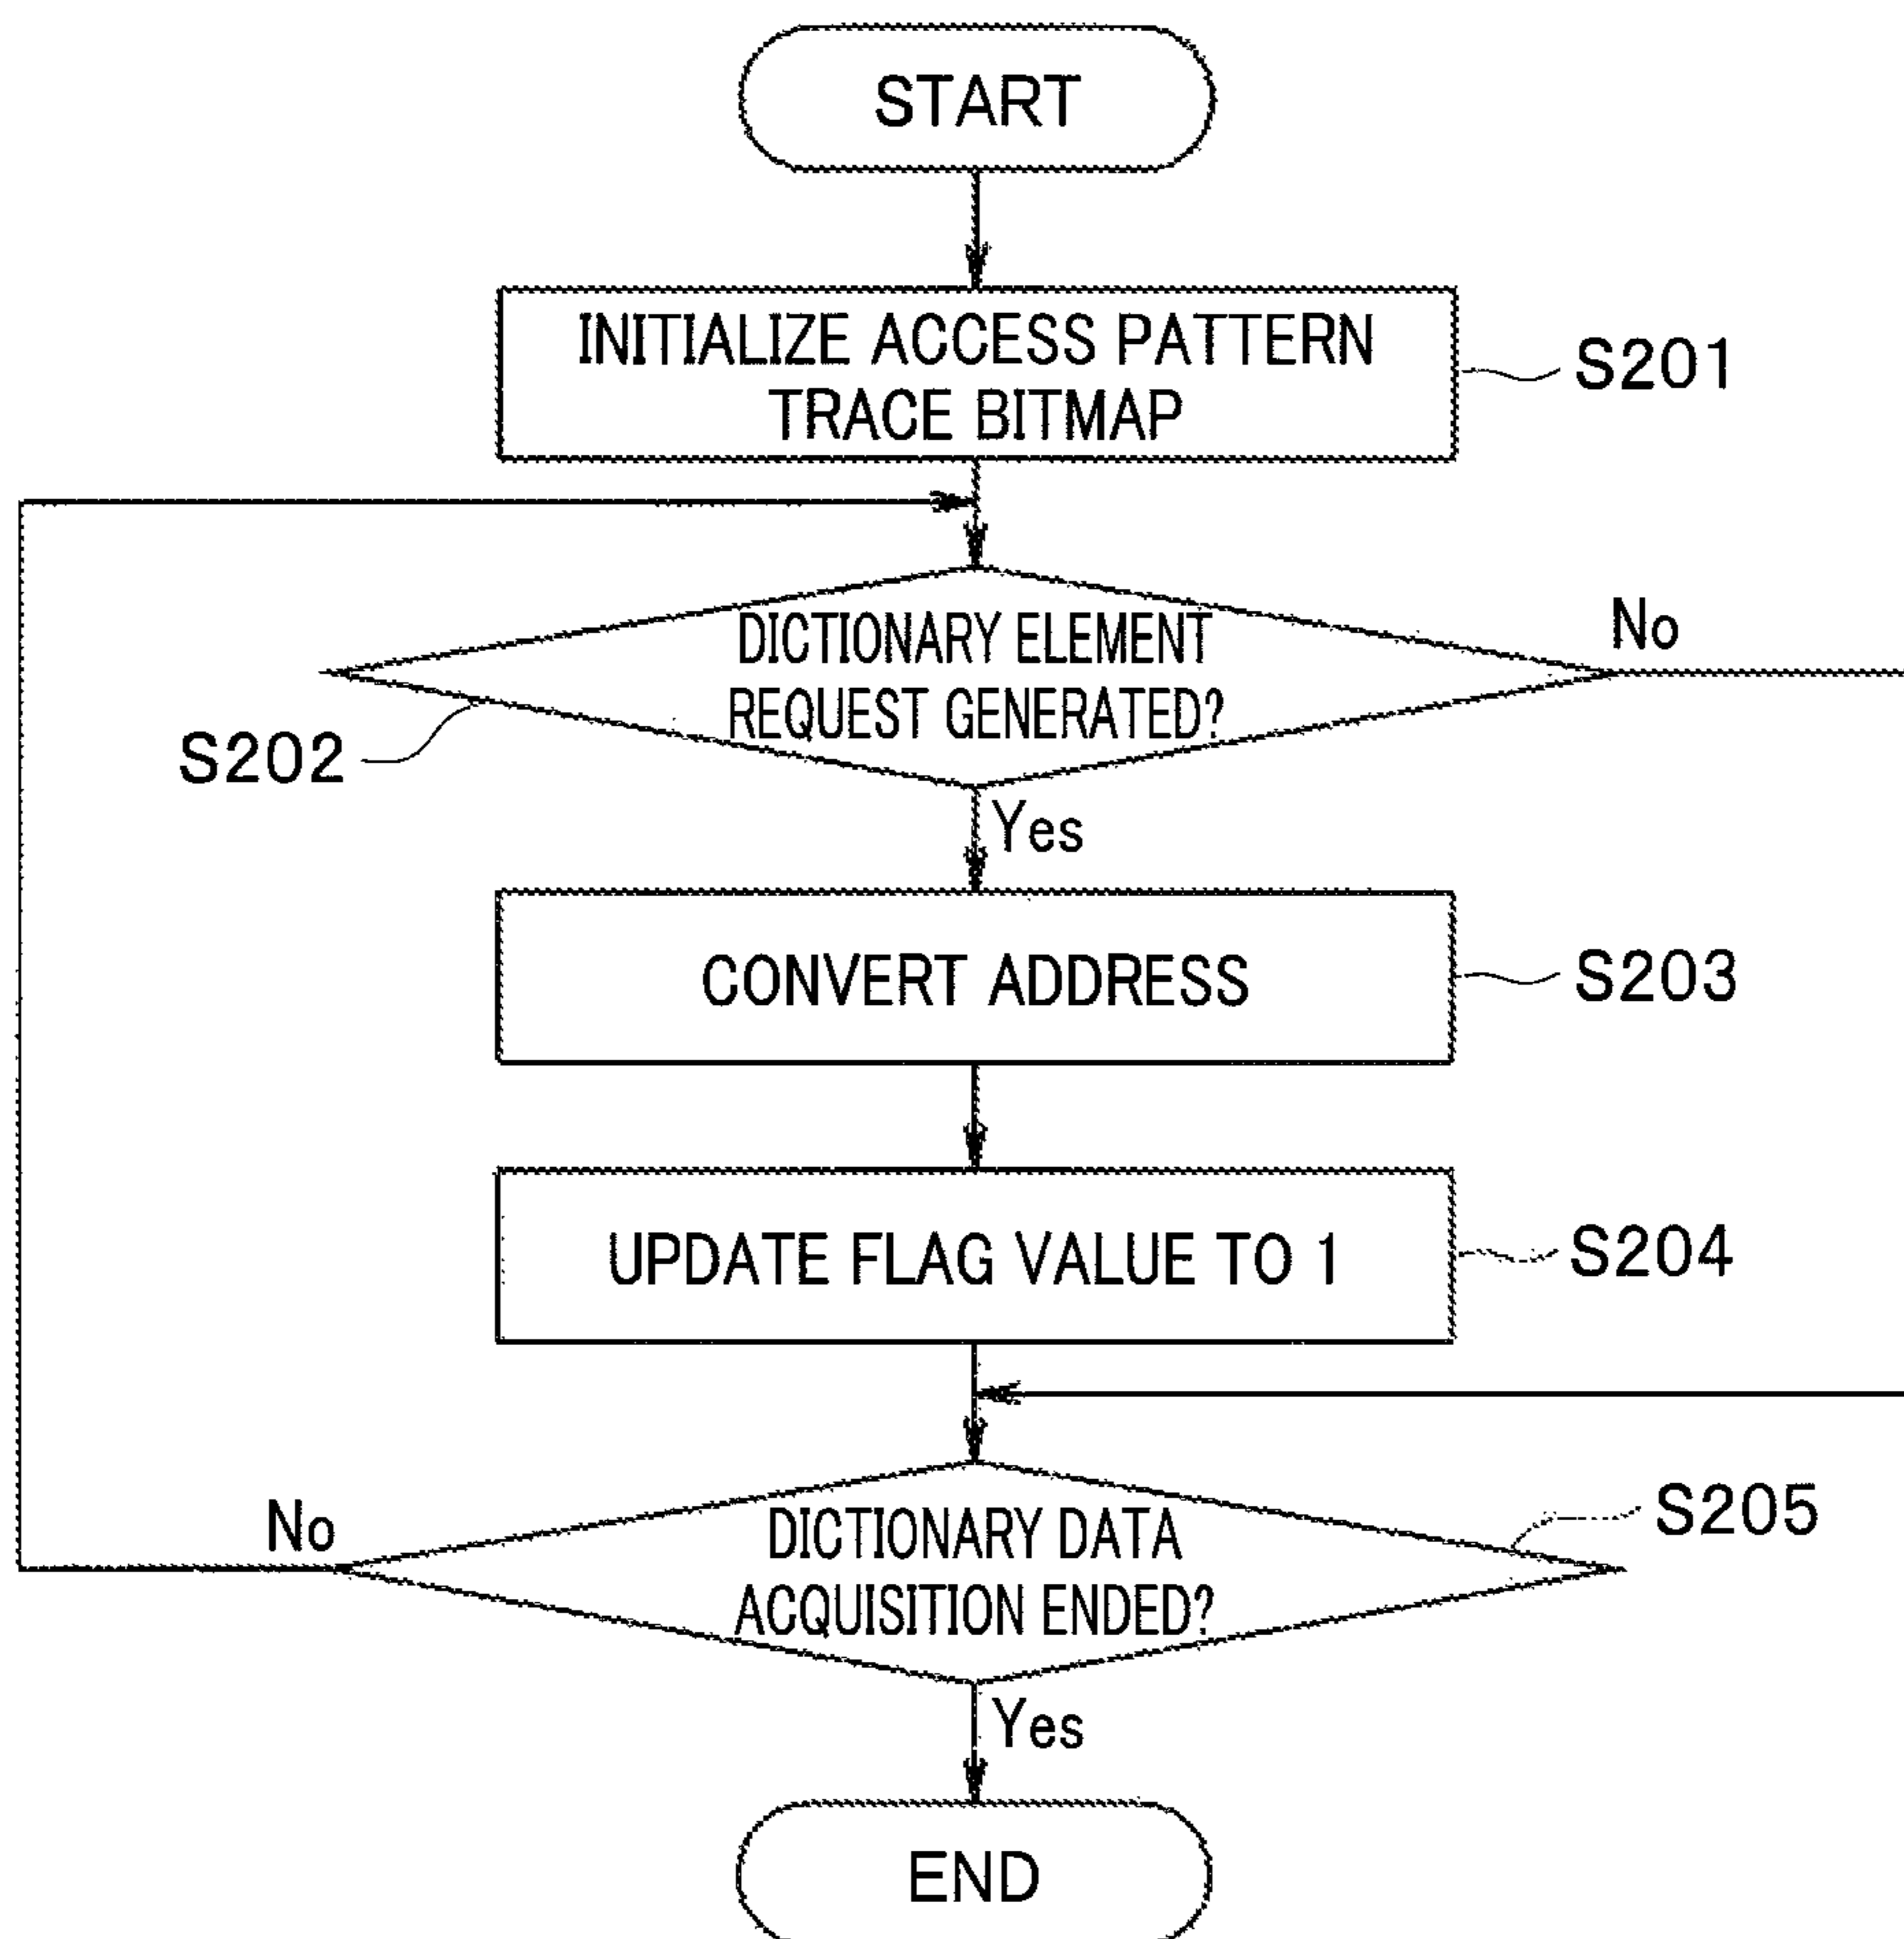 START
INITIALIZE ACCESS PATTERN
TRACE BITMAP
S201
DICTIONARY ELEMENT
REQUEST GENERATED?
No
S202
Yes
CONVERT ADDRESS
S203
UPDATE FLAG VALUE TO 1
S204
DICTIONARY DATA
ACQUISITION ENDED?
S205
No
Yes
END